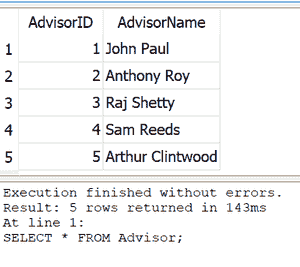 AdvisorID AdvisorName
1 1 John Paul
2 2 Anthony Roy
3 3 Raj Shetty
4 4 Sam Reeds
5 5 Arthur Clintwood
Execution finished without errors.
Result: 5 rows returned in 143ms
At line 1:
SELECT * FROM Advisor;